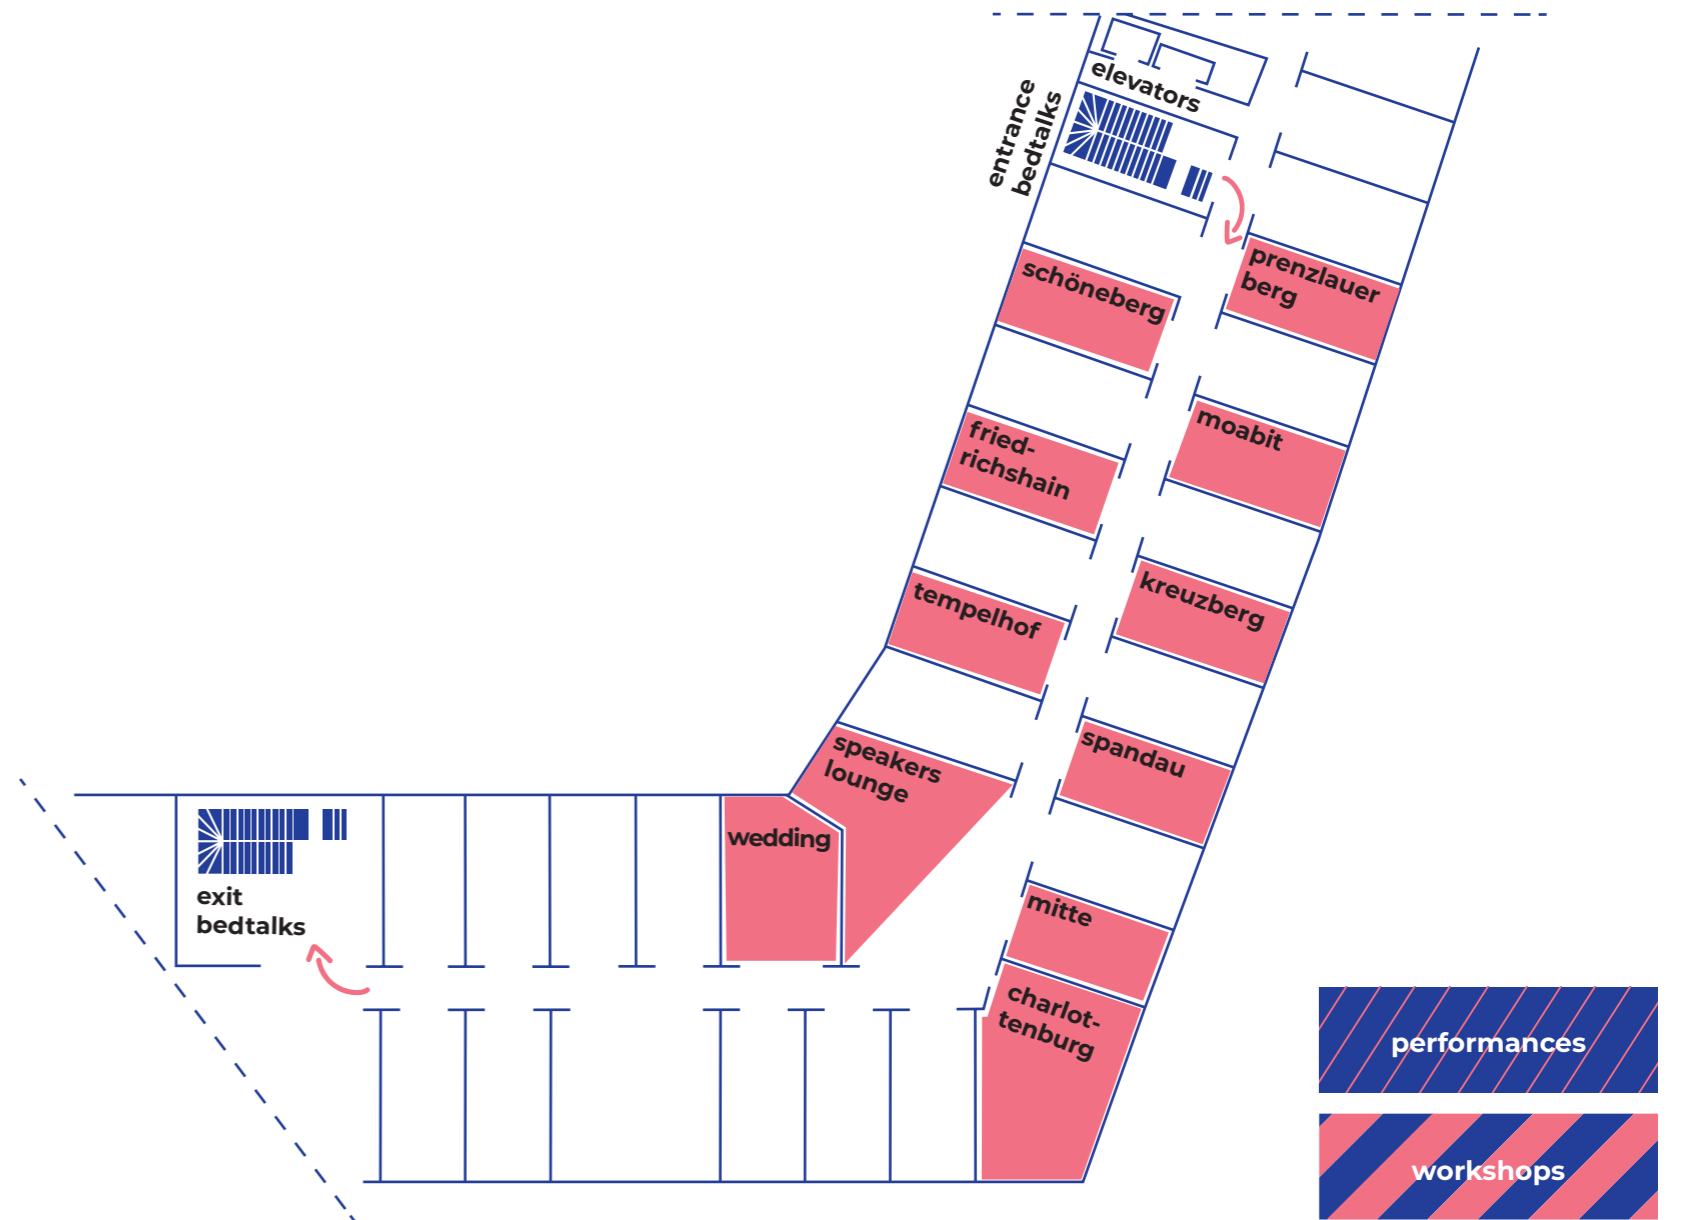 elevators
entrance
bedtalks
prenzlauer
berg
schöneberg
moabit
fried-
richshain
kreuzberg
tempelhof
spandau
speakers
lounge
wedding
exit
bedtalks
mitte
charlot-
tenburg
performances
workshops